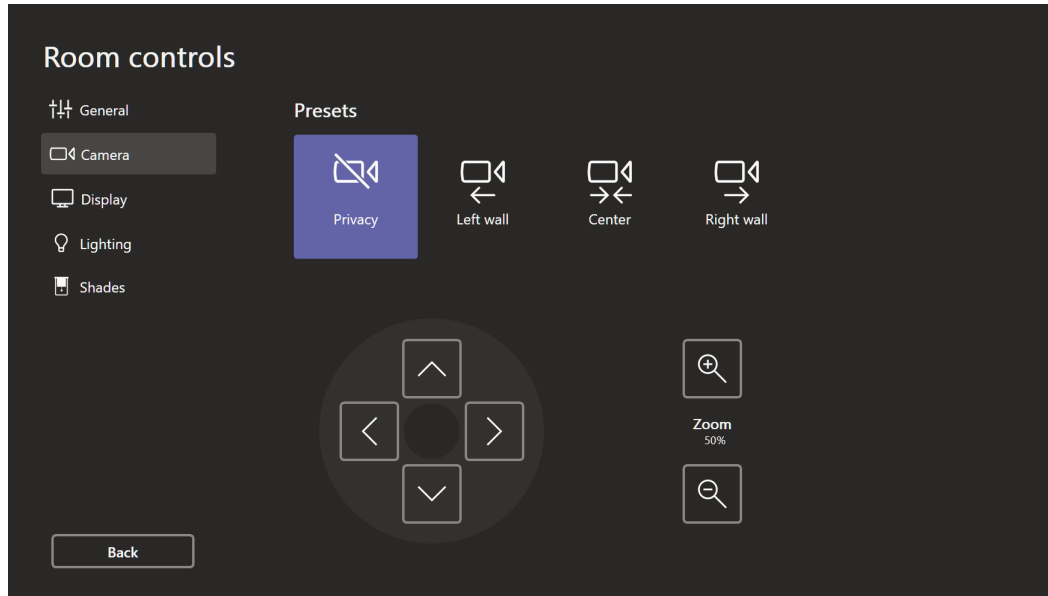 Room controls
General
Camera
Display
Lighting
Shades
Back
Presets
Privacy
Left wall
Center
Right wall
Zoom
50%